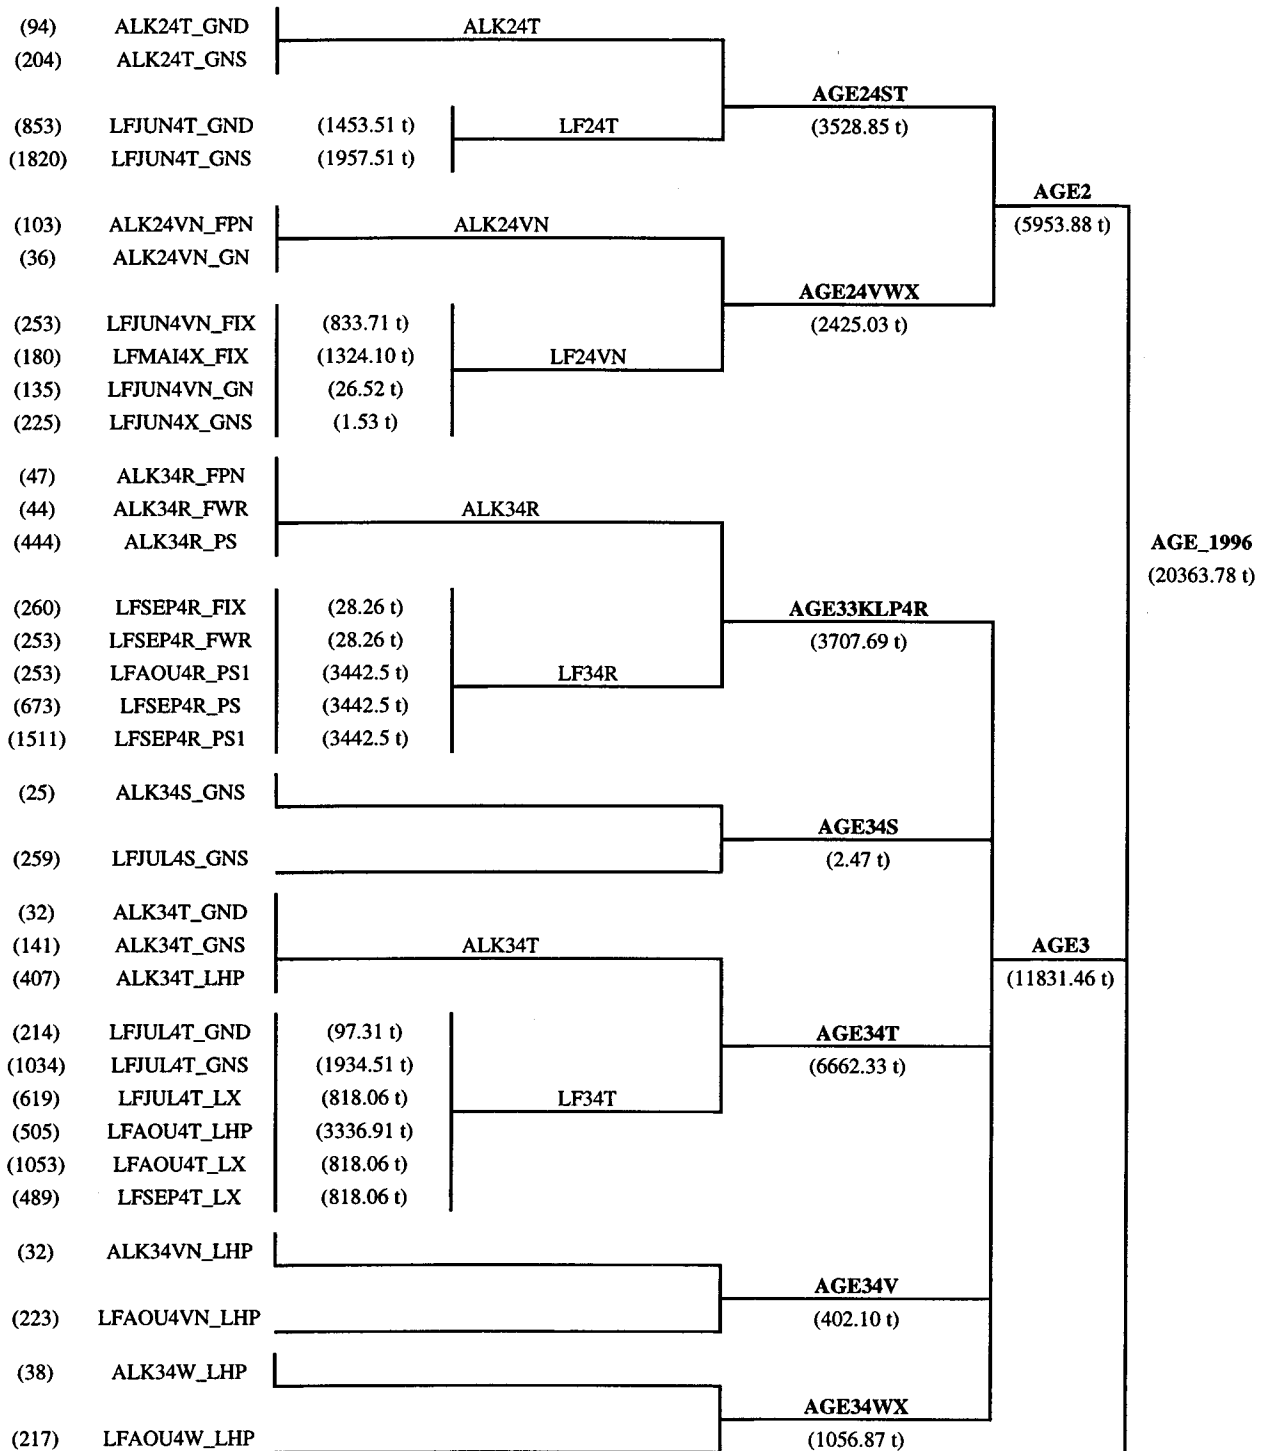 (94) ALK24T_GND ALK24T
(204) ALK24T_GNS
AGE24ST
(853) LFJUN4T_GND (1453.51 t) LF24T (3528.85 t)
(1820) LFJUN4T_GNS (1957.51 t)
AGE2
(103) ALK24VN_FPN ALK24VN (5953.88 t)
(36) ALK24VN_GN
AGE24VWX
(253) LFJUN4VN_FIX (833.71 t) (2425.03 t)
(180) LFMAI4X_FIX (1324.10 t) LF24VN
(135) LFJUN4VN_GN (26.52 t)
(225) LFJUN4X_GNS (1.53 t)
(47) ALK34R_FPN
(44) ALK34R_FWR ALK34R
(444) ALK34R_PS AGE_1996
(20363.78 t)
(260) LFSEP4R_FIX (28.26 t) AGE33KLP4R
(253) LFSEP4R_FWR (28.26 t) (3707.69 t)
(253) LFAOU4R_PS1 (3442.5 t) LF34R
(673) LFSEP4R_PS (3442.5 t)
(1511) LFSEP4R_PS1 (3442.5 t)
(25) ALK34S_GNS
AGE34S
(259) LFJUL4S_GNS (2.47 t)
(32) ALK34T_GND
(141) ALK34T_GNS ALK34T AGE3
(407) ALK34T_LHP (11831.46 t)
(214) LFJUL4T_GND (97.31 t) AGE34T
(1034) LFJUL4T_GNS (1934.51 t) (6662.33 t)
(619) LFJUL4T_LX (818.06 t) LF34T
(505) LFAOU4T_LHP (3336.91 t)
(1053) LFAOU4T_LX (818.06 t)
(489) LFSEP4T_LX (818.06 t)
(32) ALK34VN_LHP
AGE34V
(223) LFAOU4VN_LHP (402.10 t)
(38) ALK34W_LHP
AGE34WX
(217) LFAOU4W_LHP (1056.87 t)